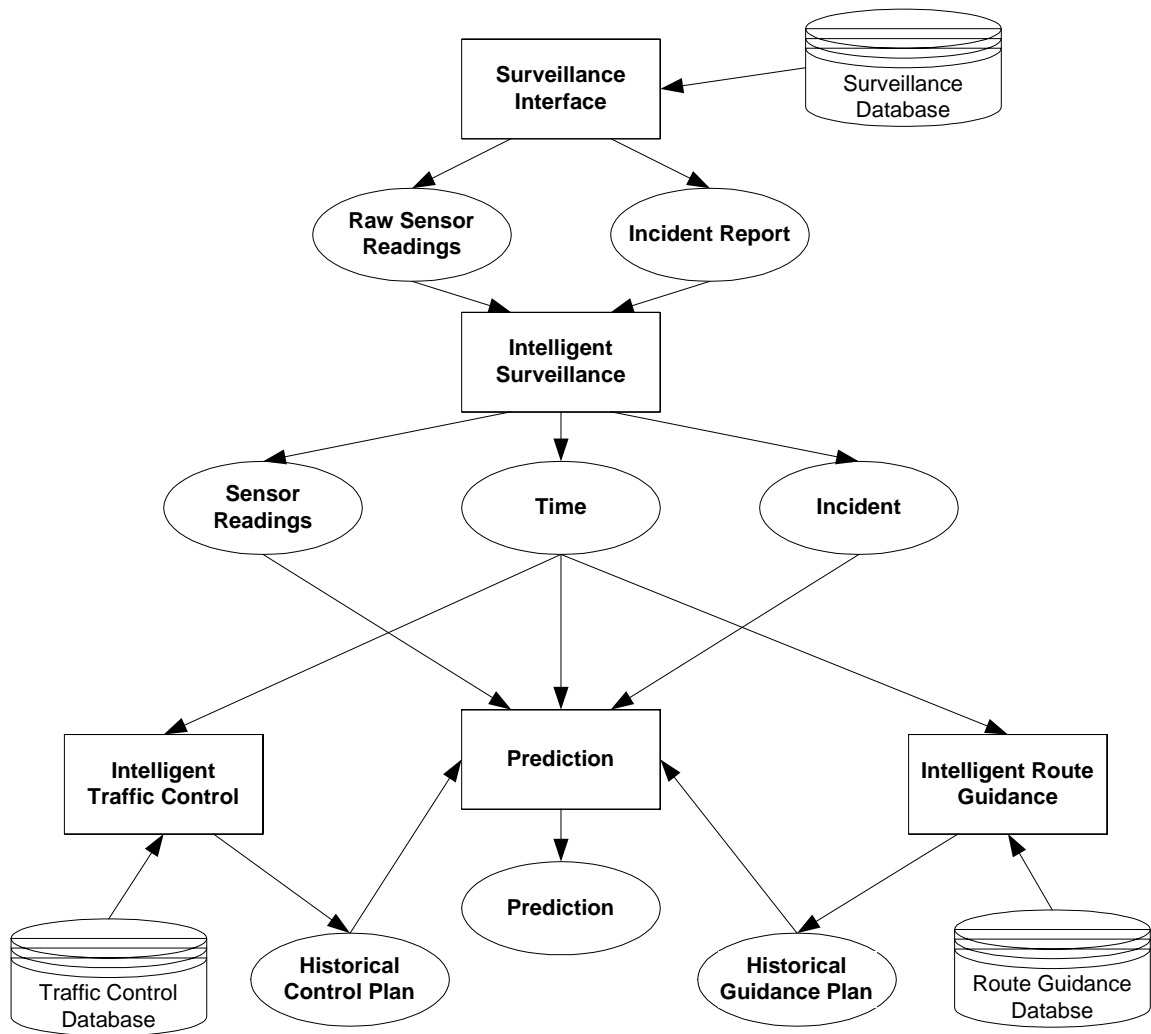 Surveillance
Interface
Surveillance
Database
Raw Sensor
Readings
Incident Report
Intelligent
Surveillance
Sensor
Readings
Time
Incident
Intelligent
Traffic Control
Prediction
Intelligent Route
Guidance
Prediction
Traffic Control
Database
Historical
Control Plan
Historical
Guidance Plan
Route Guidance
Databse